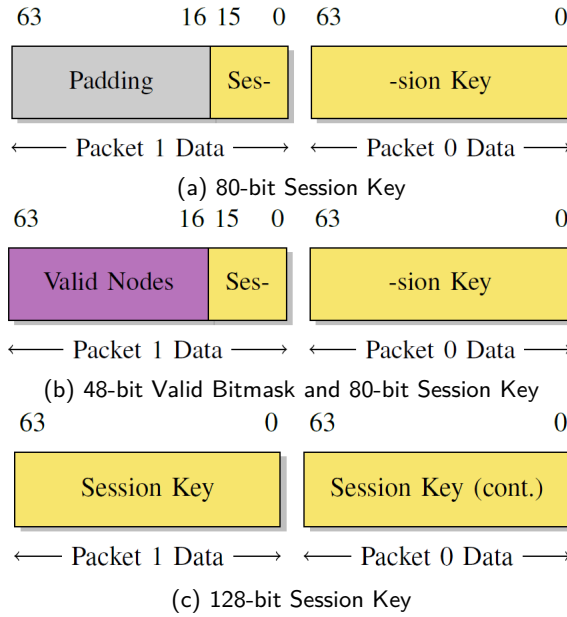 63 16 15 0 63 0
Padding Ses- -sion Key
Packet 1 Data Packet 0 Data
(a) 80-bit Session Key
63 16 15 0 63 0
Valid Nodes Ses- -sion Key
Packet 1 Data Packet 0 Data
(b) 48-bit Valid Bitmask and 80-bit Session Key
63 0 63 0
Session Key Session Key (cont.)
Packet 1 Data Packet 0 Data
(c) 128-bit Session Key